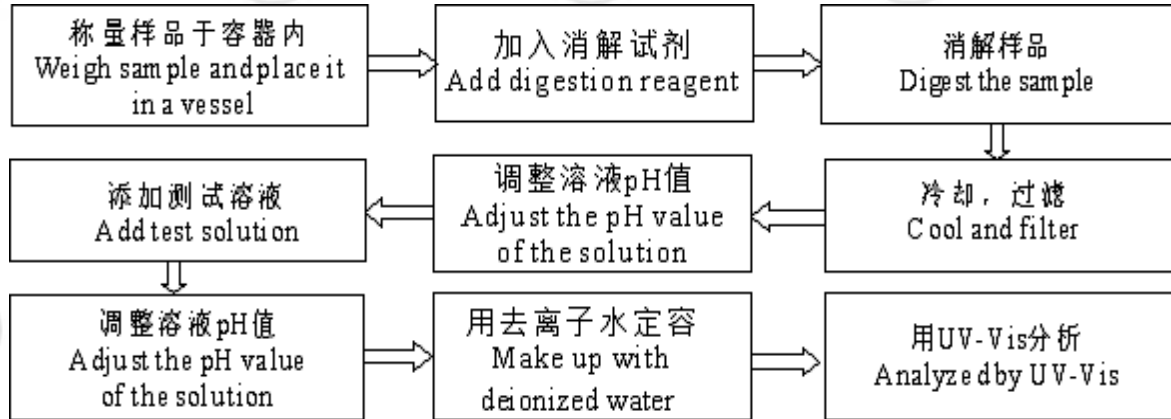 称量样品于容器内
Weigh sample and place it
in a vessel
加入消解试剂
Add digestion reagent
消解样品
Digest the sample
冷却，过滤
Cool and filter
调整溶液pH值
Adjust the pH value
of the solution
添加测试溶液
Add test solution
调整溶液pH值
Adjust the pH value
of the solution
用去离子水定容
Make up with
deionized water
用UV-Vis分析
Analyzed by UV-Vis